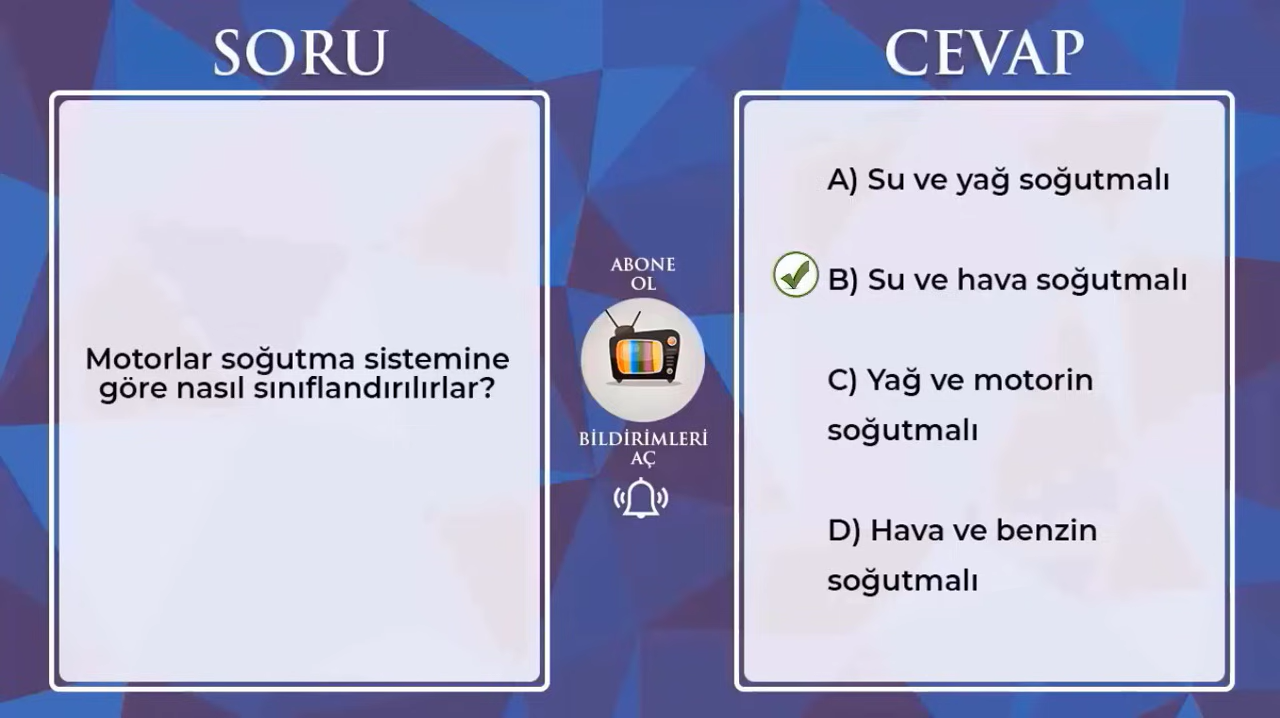 SORU
Motorlar soğutma sistemine
göre nasıl sınıflandırılırlar?
ABONE
OL
BİLDİRİMLERİ
AÇ
CEVAP
A) Su ve yağ soğutmalı
B) Su ve hava soğutmalı
C) Yağ ve motorin
soğutmalı
D) Hava ve benzin
soğutmalı